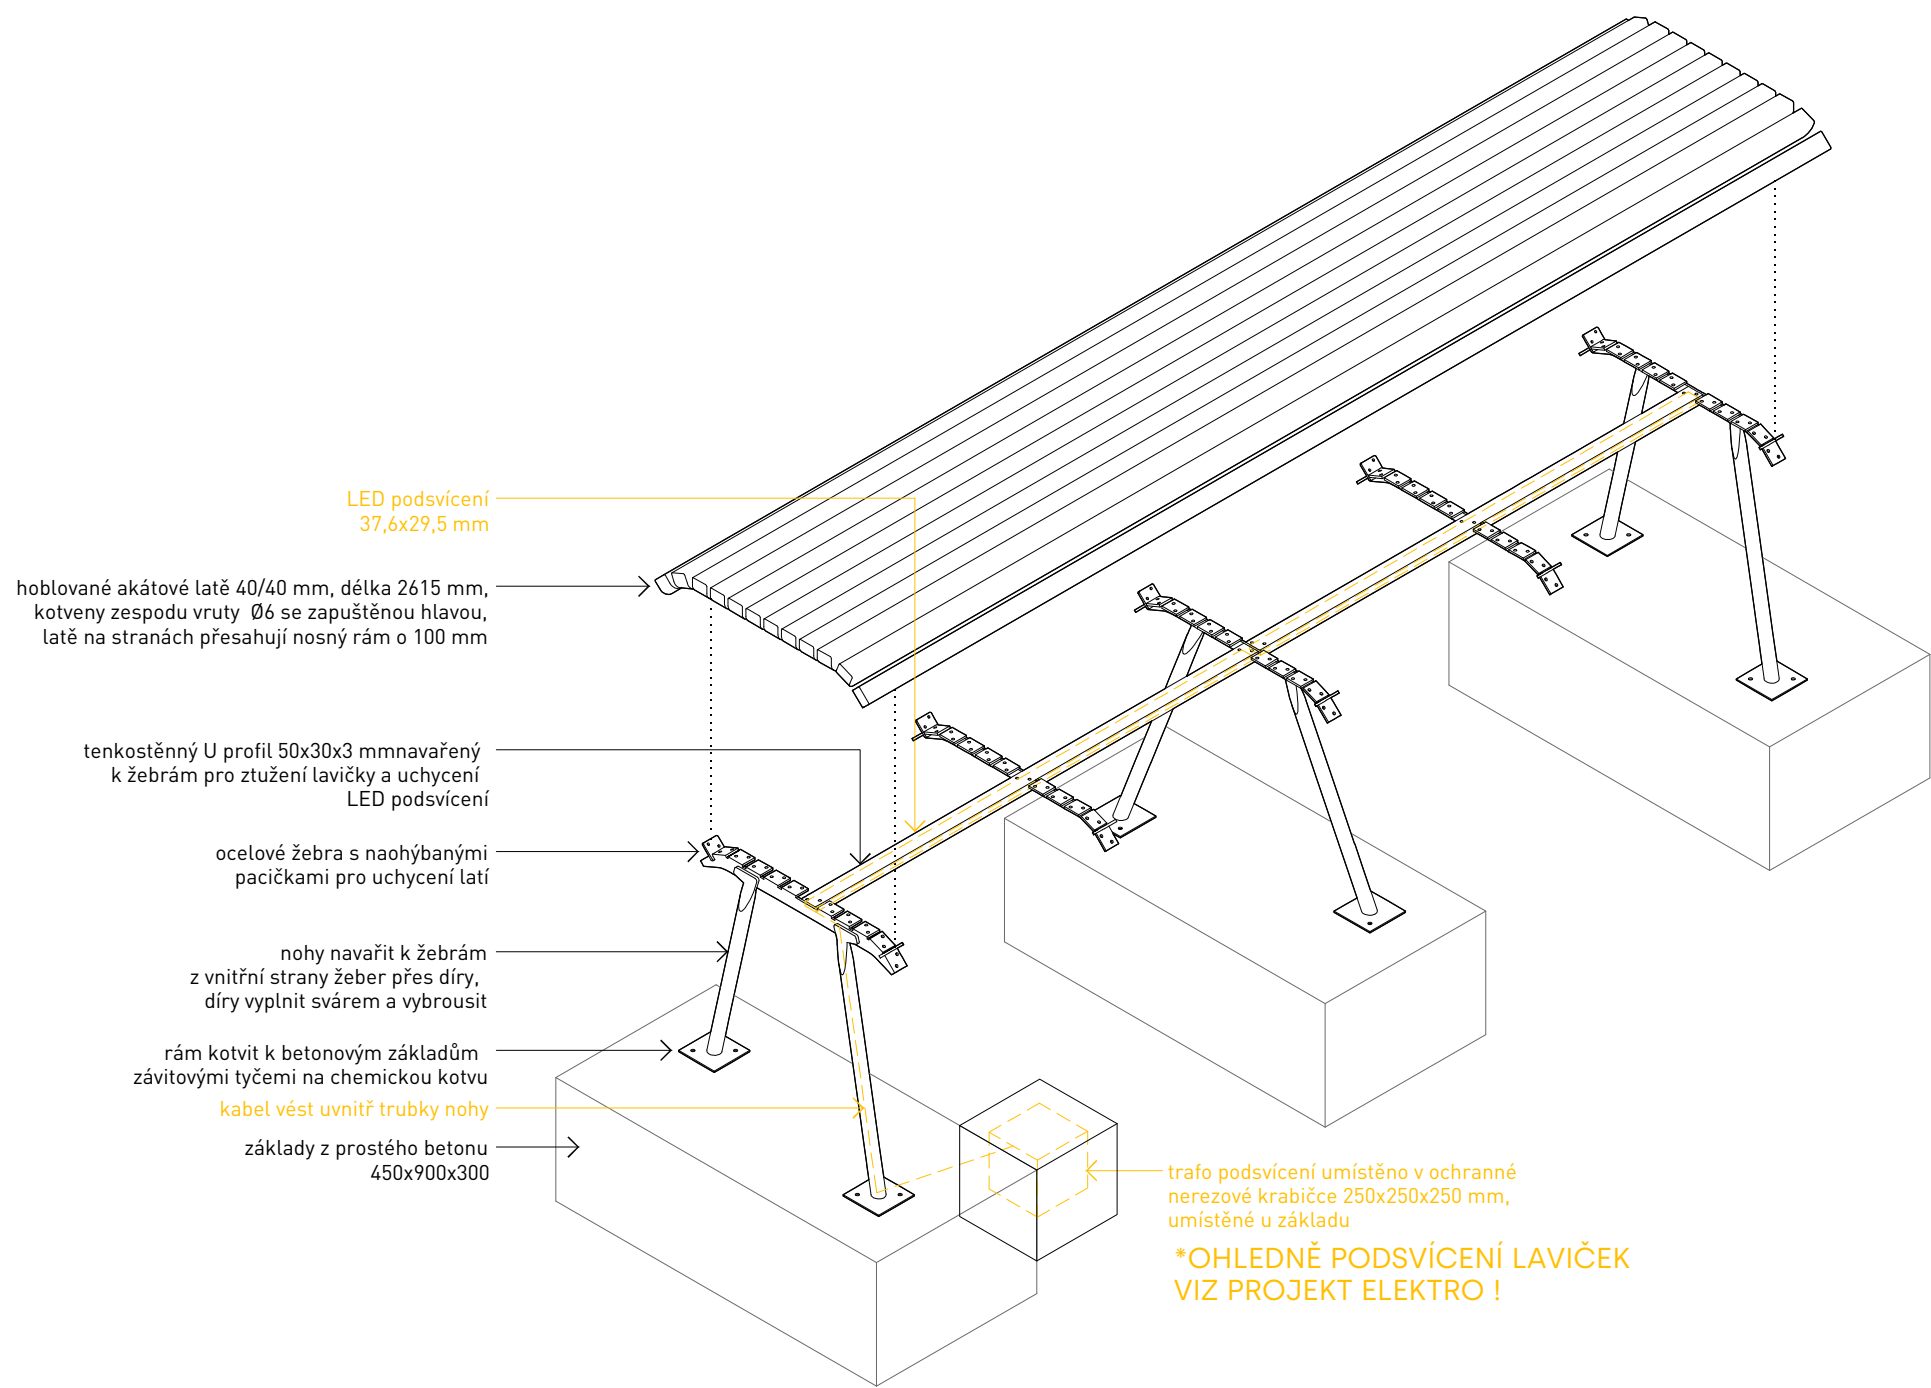 LED podsvícení
37,6x29,5 mm
hoblované akátové latě 40/40 mm, délka 2615 mm,
kotveny zespodu vruty Ø6 se zapuštěnou hlavou,
latě na stranách přesahují nosný rám o 100 mm
tenkostěnný U profil 50x30x3 mmnavařený
k žebrám pro ztužení lavičky a uchycení
LED podsvícení
ocelové žebra s naohýbanými
pacičkami pro uchycení latí
nohy navařit k žebrám
z vnitřní strany žeber přes díry,
díry vyplnit svárem a vybrousit
rám kotvit k betonovým základům
závitovými tyčemi na chemickou kotvu
kabel vést uvnitř trubky nohy
základy z prostého betonu
450x900x300
trafo podsvícení umístěno v ochranné
nerezové krabičce 250x250x250 mm,
umístěné u základu
*OHLEDNĚ PODSVÍCENÍ LAVIČEK
VIZ PROJEKT ELEKTRO !